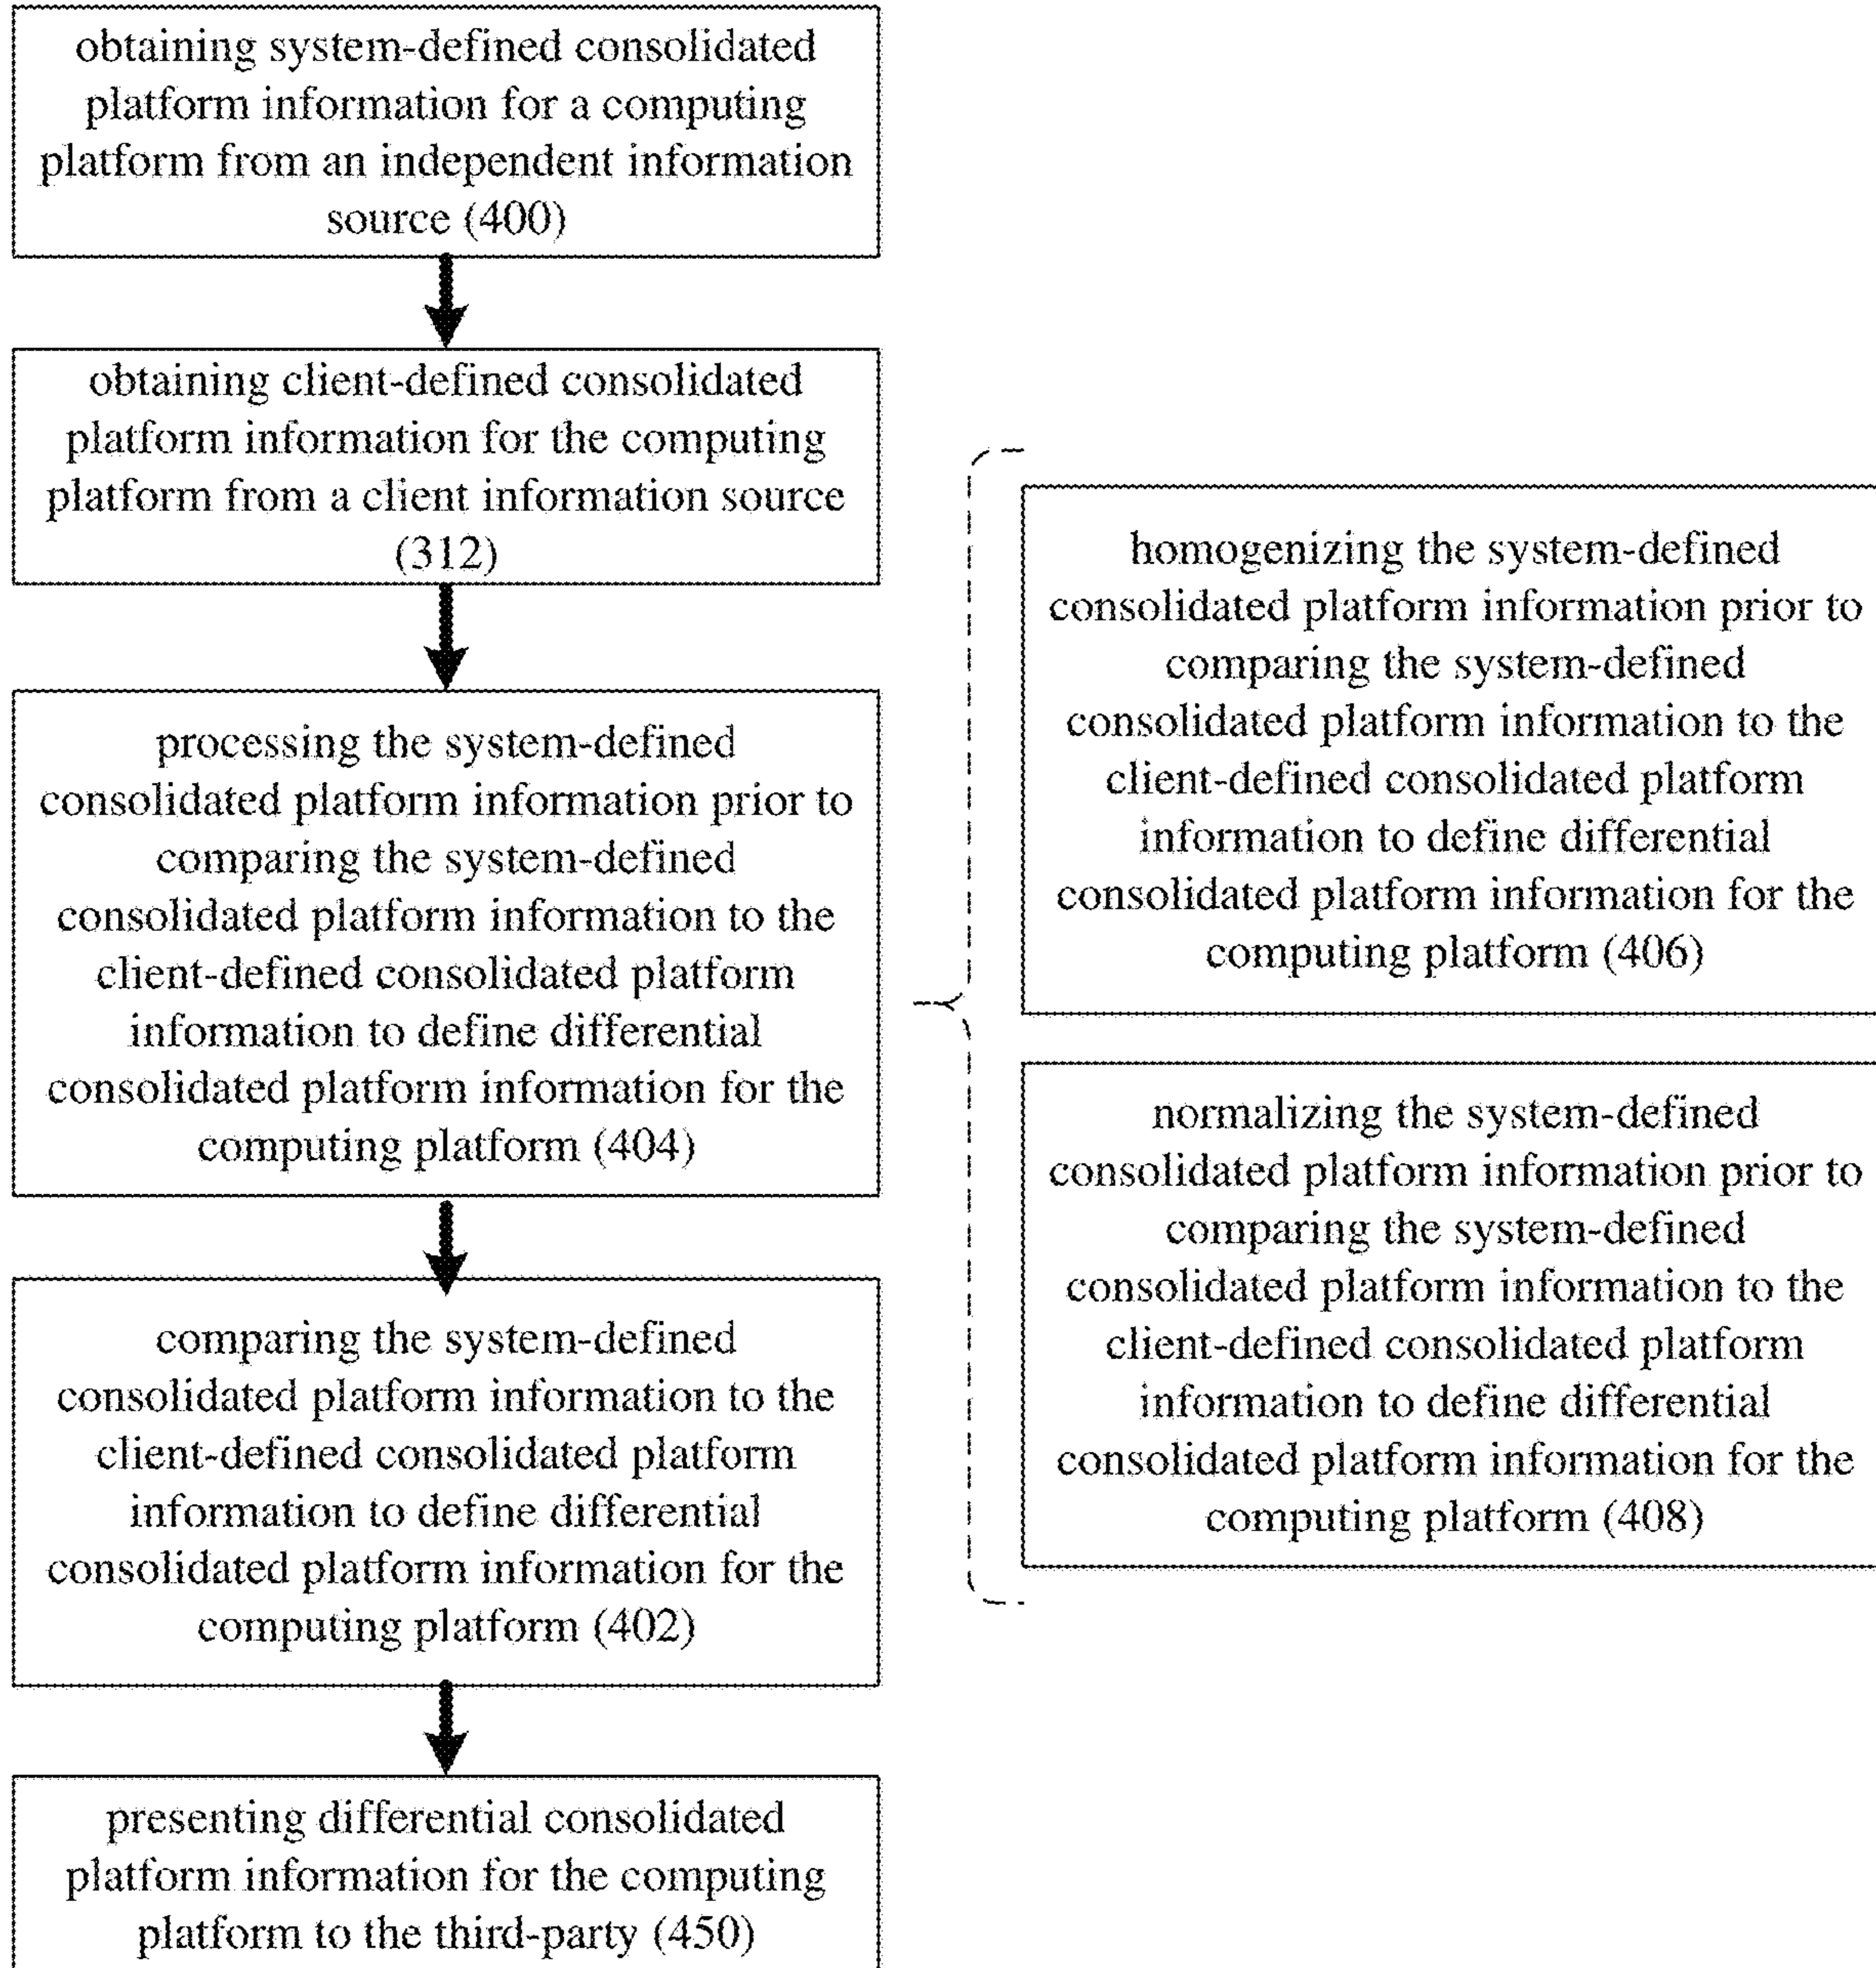 obtaining system-defined consolidated
platform information for a computing
platform from an independent information
source (400)
obtaining client-defined consolidated
platform information for the computing
platform from a client information source
(312)
processing the system-defined
consolidated platform information prior to
comparing the system-defined
consolidated platform information to the
client-defined consolidated platform
information to define differential
consolidated platform information for the
computing platform (404)
homogenizing the system-defined
consolidated platform information prior to
comparing the system-defined
consolidated platform information to the
client-defined consolidated platform
information to define differential
consolidated platform information for the
computing platform (406)
normalizing the system-defined
consolidated platform information prior to
comparing the system-defined
consolidated platform information to the
client-defined consolidated platform
information to define differential
consolidated platform information for the
computing platform (408)
comparing the system-defined
consolidated platform information to the
client-defined consolidated platform
information to define differential
consolidated platform information for the
computing platform (402)
presenting differential consolidated
platform information for the computing
platform to the third-party (450)